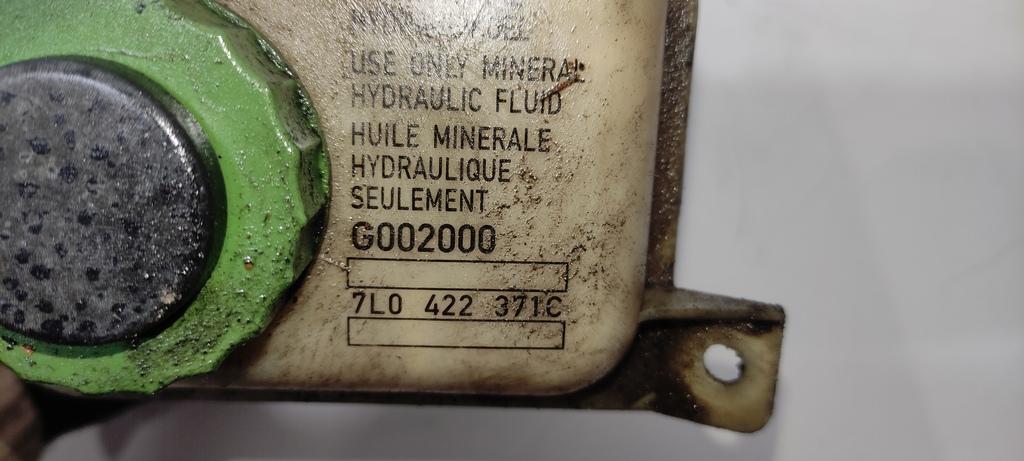 USE ONLY MINERAL
HYDRAULIC FLUID
HUILE MINERALE
HYDRAULIQUE
SEULEMENT
G002000
7L0 422 371C